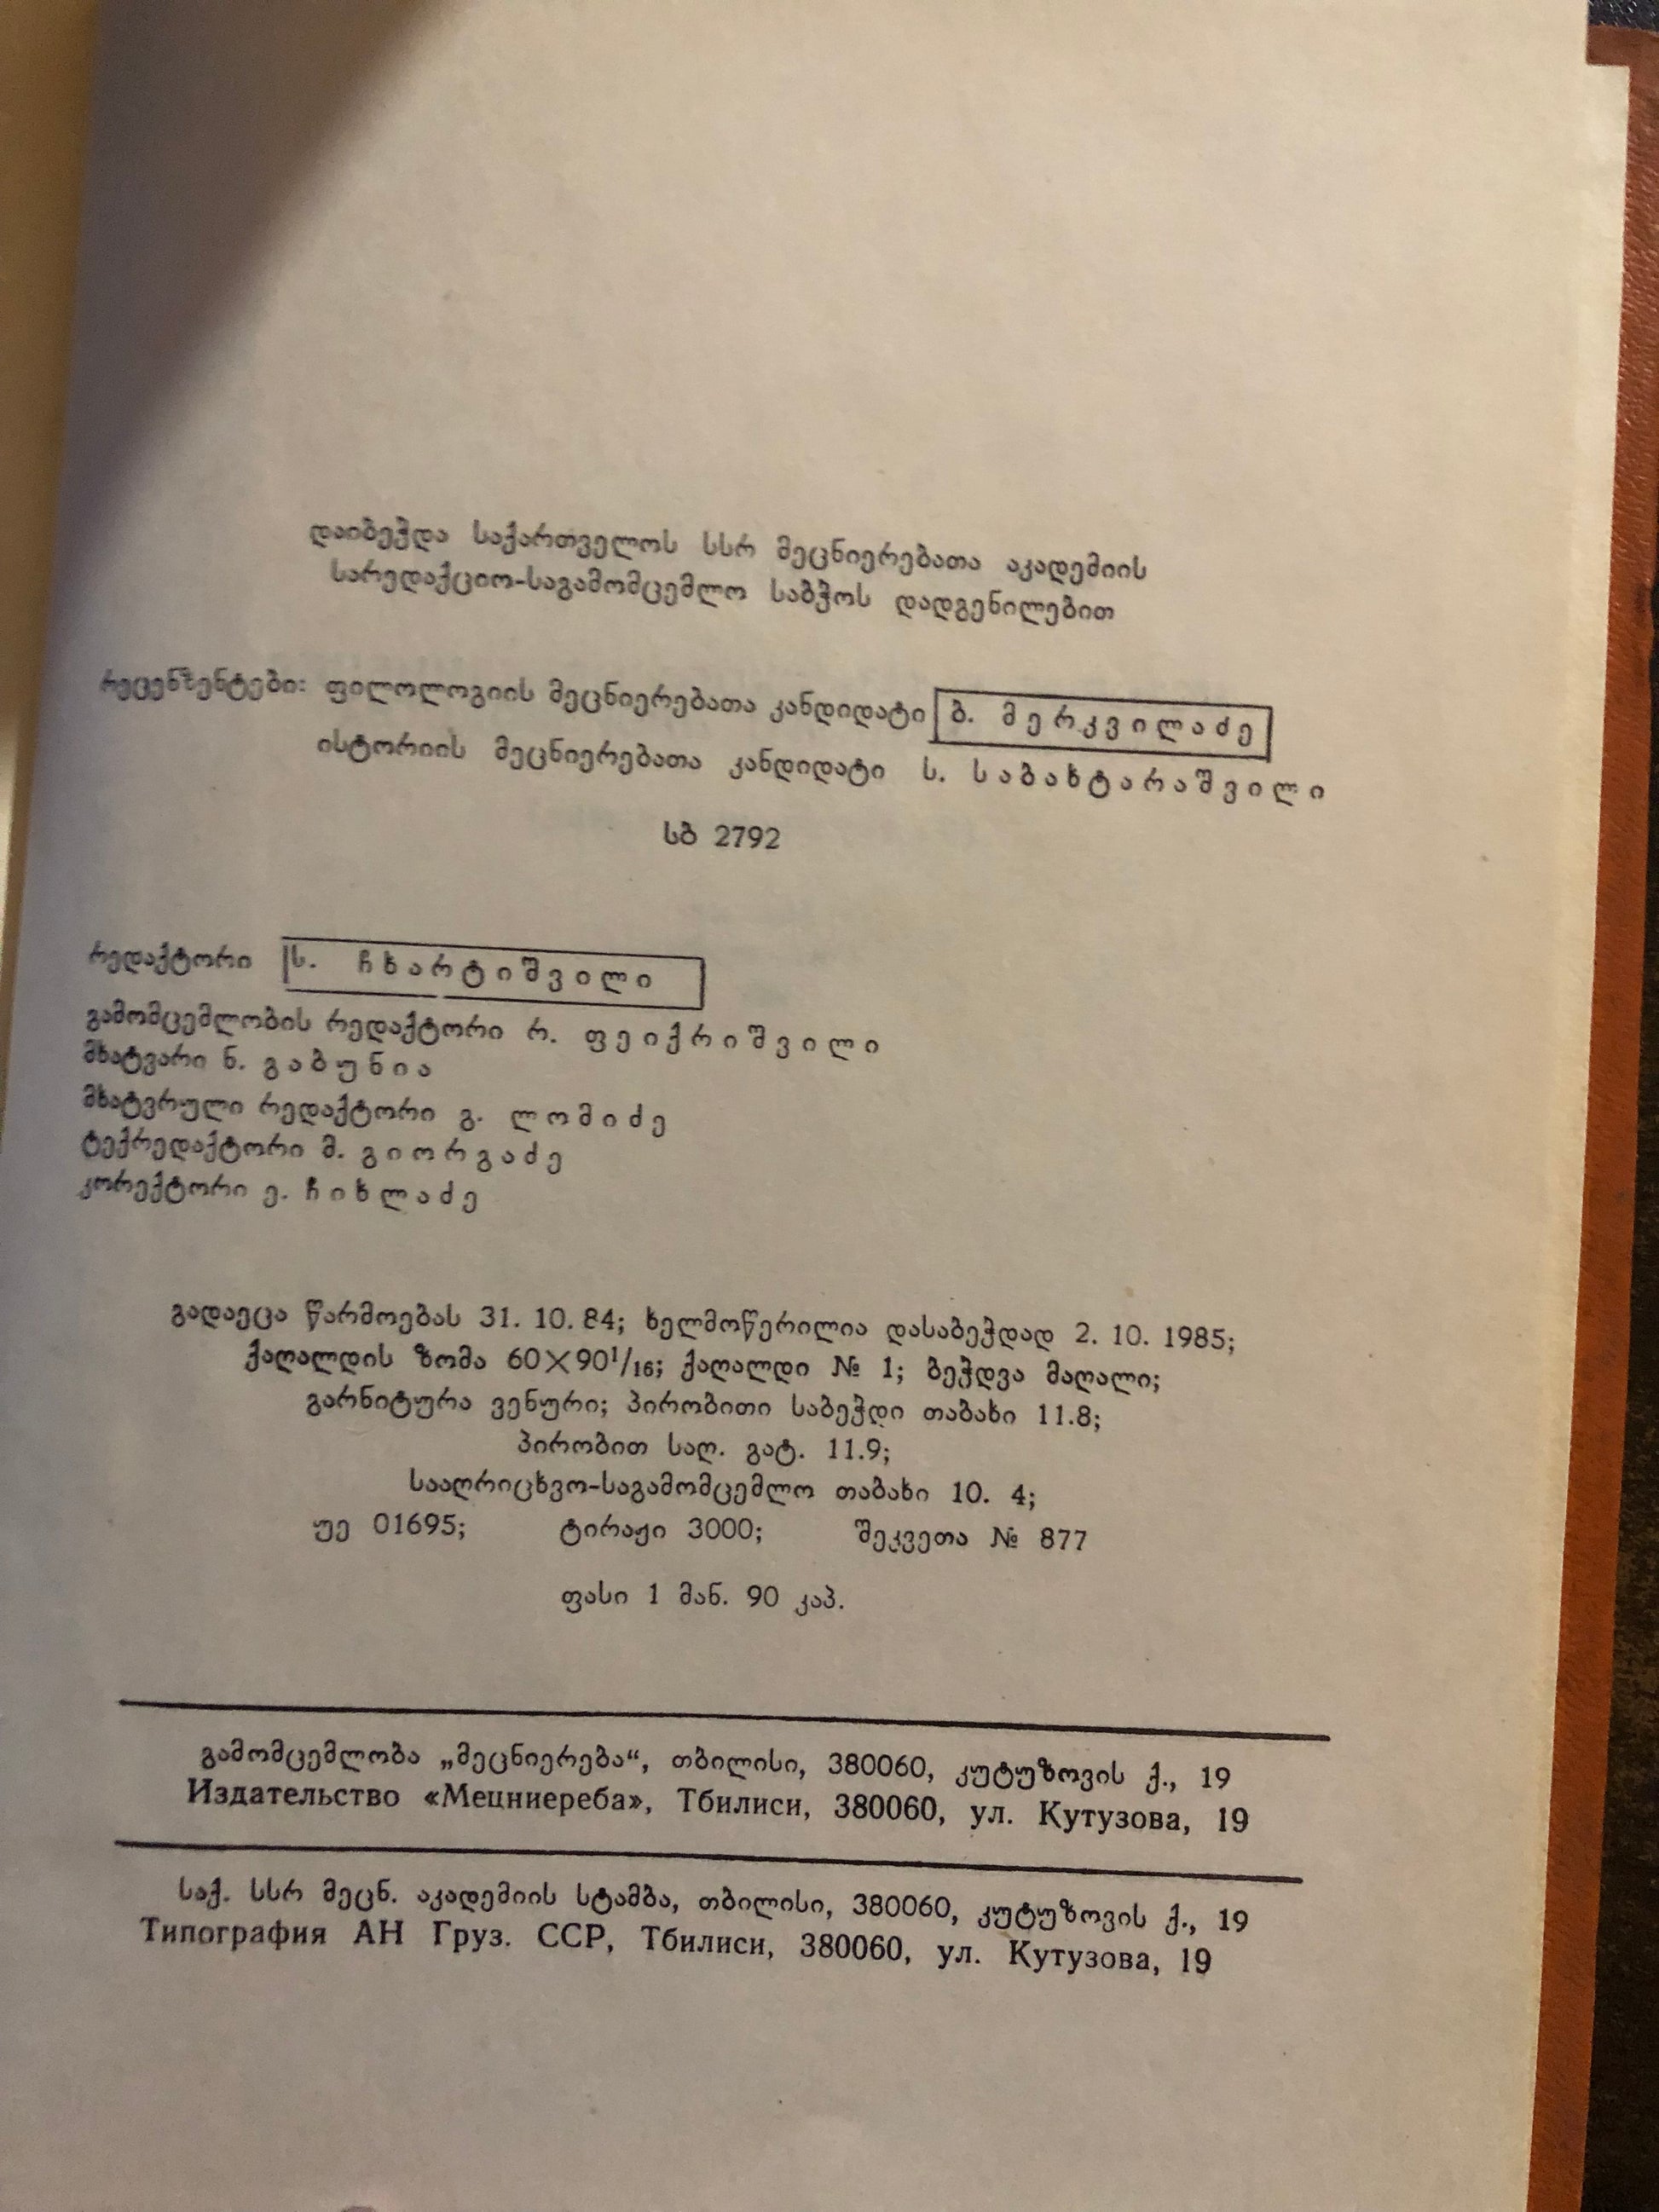 დაიბეჭდა საქართველოს სსრ მეცნიერებათა აკადემიის
სარედაქციო-საგამომცემლო საბჭოს დადგენილებით
რეცენზენტები: ფილოლოგიის მეცნიერებათა კანდიდატი ბ. მერკვილაძე
ისტორიის მეცნიერებათა კანდიდატი ს. საბახტარაშვილი
სბ 2792
რედაქტორი ს. ჩხარტიშვილი
გამომცემლობის რედაქტორი რ. ფეიქრიშვილი
მხატვარი ნ. გაბუნია
მხატვრული რედაქტორი გ. ლომიძე
ტექრედაქტორი მ. გიორგაძე
კორექტორი ე. ჩიხლაძე
გადაეცა წარმოებას 31. 10. 84; ხელმოწერილია დასაბეჭდად 2. 10. 1985;
ქაღალდის ზომა 60×90¹/₁₆; ქაღალდი № 1; ბეჭდვა მაღალი;
გარნიტურა ვენური; პირობითი საბეჭდი თაბახი 11.8;
პირობით საღ. გატ. 11.9;
სააღრიცხვო-საგამომცემლო თაბახი 10. 4;
უე 01695; ტირაჟი 3000; შეკვეთა № 877
ფასი 1 მან. 90 კაპ.
გამომცემლობა „მეცნიერება“, თბილისი, 380060, კუტუზოვის ქ., 19
Издательство «Мецниереба», Тбилиси, 380060, ул. Кутузова, 19
საქ. სსრ მეცნ. აკადემიის სტამბა, თბილისი, 380060, კუტუზოვის ქ., 19
Типография АН Груз. ССР, Тбилиси, 380060, ул. Кутузова, 19